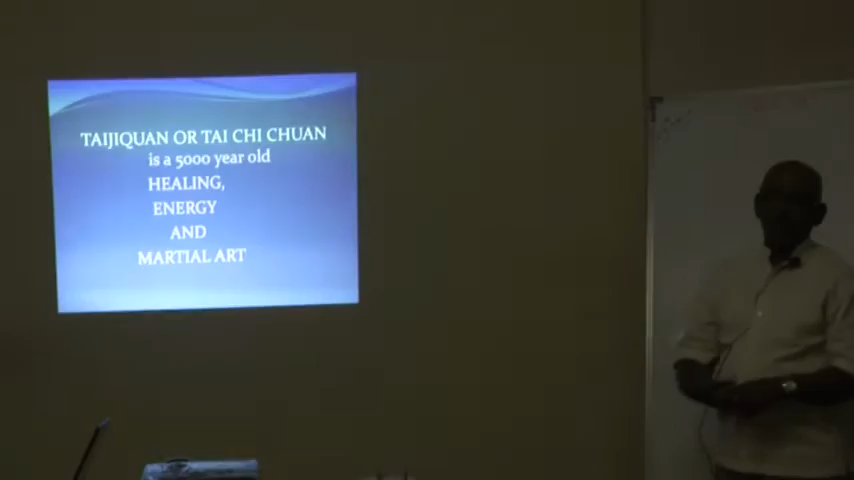 TAIJIQUAN OR TAI CHI CHUAN
is a 5000 year old
HEALING,
ENERGY
AND
MARTIAL ART